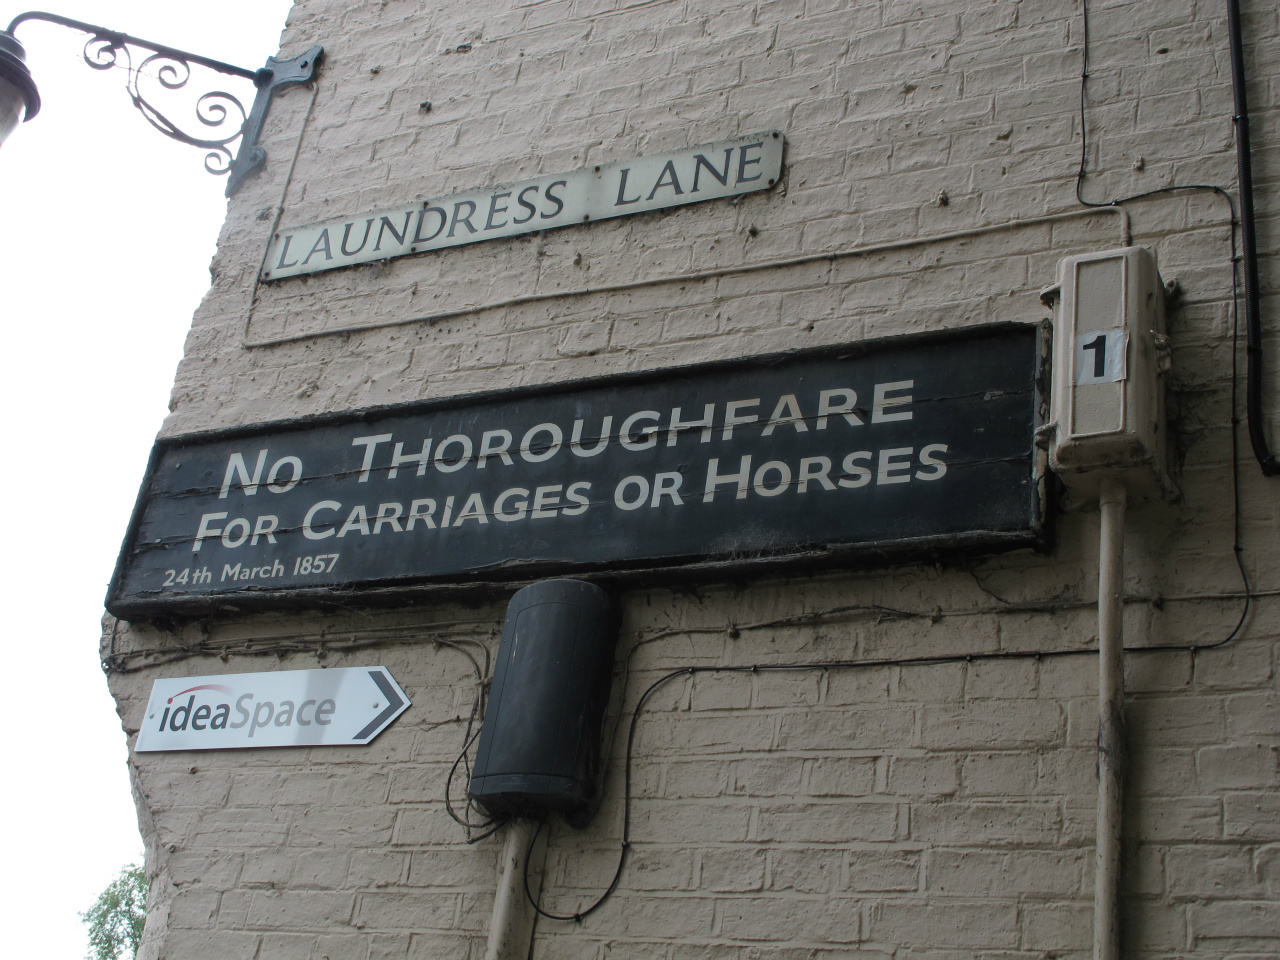 LAUNDRESS LANE
1
NO THOROUGHFARE
FOR CARRIAGES OR HORSES
24th March 1857
ideaSpace